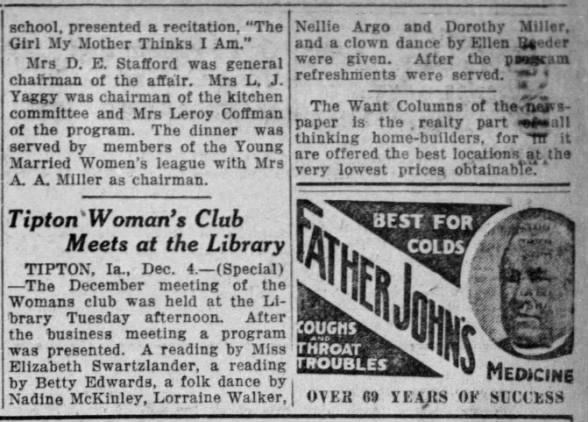 school, presented a recitation, "The
Girl My Mother Thinks I Am."
Mrs D. E. Stafford was general
chairman of the affair. Mrs L. J.
Yaggy was chairman of the kitchen
committee and Mrs Leroy Coffman
of the program. The dinner was
served by members of the Young
Married Women's league with Mrs
A. A. Miller as chairman.
Tipton Woman's Club
Meets at the Library
TIPTON, Ia., Dec. 4.—(Special)
—The December meeting of the
Womans club was held at the Li-
brary Tuesday afternoon. After
the business meeting a program
was presented. A reading by Miss
Elizabeth Swartzlander, a reading
by Betty Edwards, a folk dance by
Nadine McKinley, Lorraine Walker,
Nellie Argo and Dorothy Miller,
and a clown dance by Ellen Reeder
were given. After the program
refreshments were served.
The Want Columns of the news-
paper is the realty part of all
thinking home-builders, for in it
are offered the best locations at the
very lowest prices obtainable.
BEST FOR
COLDS
FATHER JOHN'S
COUGHS
AND
THROAT
TROUBLES
MEDICINE
OVER 69 YEARS OF SUCCESS